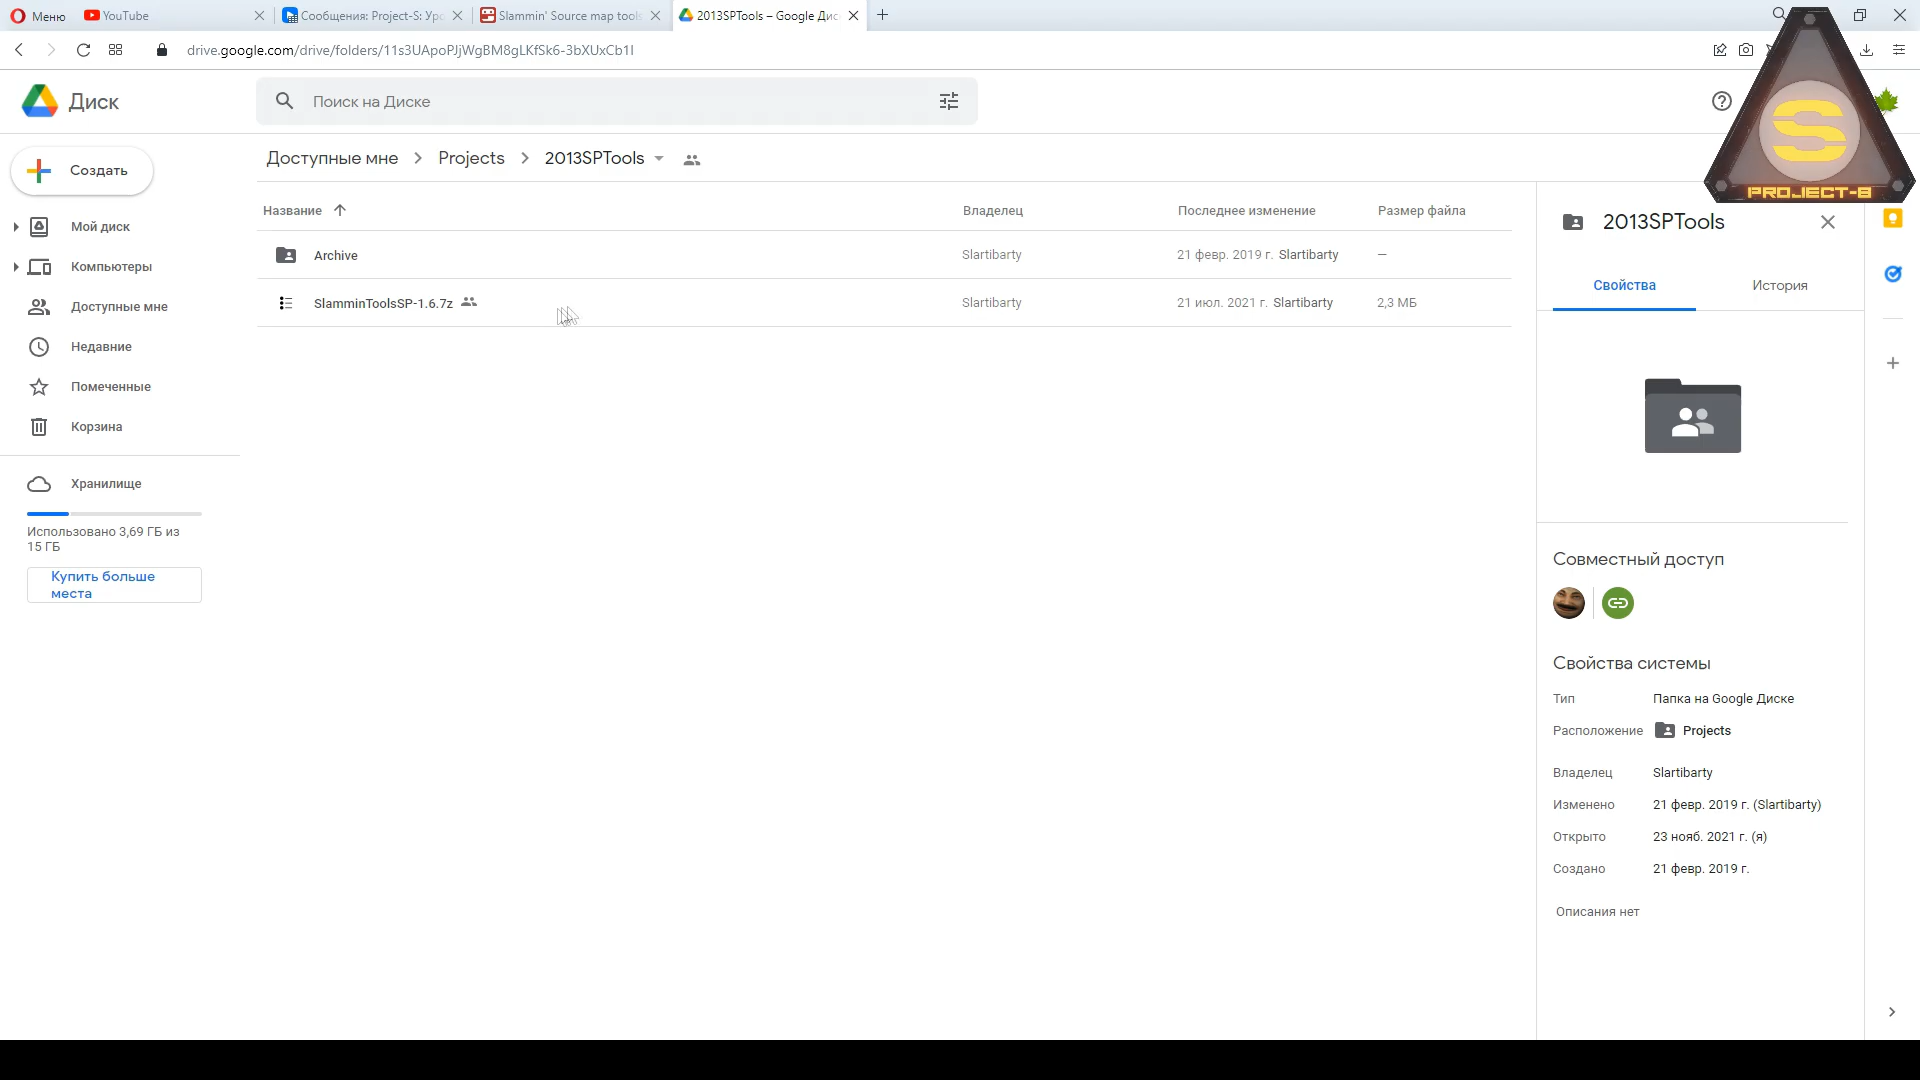 Меню
YouTube
Сообщения: Project-S: Уро
Slammin' Source map tools
2013SPTools – Google Дис
drive.google.com/drive/folders/11s3UApoPJjWgBM8gLKfSk6-3bXUxCb1I
Диск
Поиск на Диске
S
PROJECT-S
Создать
Мой диск
Компьютеры
Доступные мне
Недавние
Помеченные
Корзина
Хранилище
Использовано 3,69 ГБ из
15 ГБ
Купить больше
места
Доступные мне
Projects
2013SPTools
Название
Владелец
Последнее изменение
Размер файла
Archive
Slartibarty
21 февр. 2019 г. Slartibarty
—
SlamminToolsSP-1.6.7z
Slartibarty
21 июл. 2021 г. Slartibarty
2,3 МБ
2013SPTools
Свойства
История
Совместный доступ
Свойства системы
Тип
Папка на Google Диске
Расположение
Projects
Владелец
Slartibarty
Изменено
21 февр. 2019 г. (Slartibarty)
Открыто
23 нояб. 2021 г. (я)
Создано
21 февр. 2019 г.
Описания нет